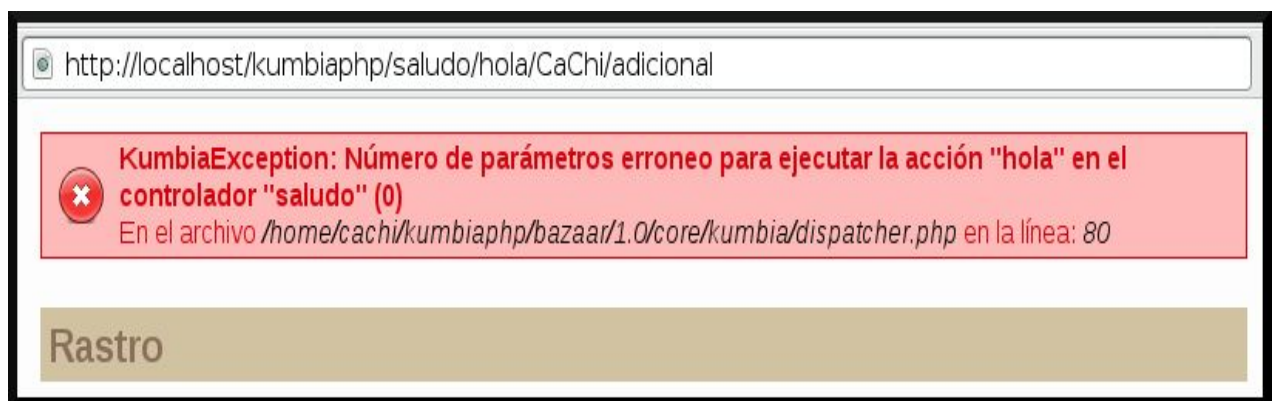 http://localhost/kumbiaphp/saludo/hola/CaChi/adicional
KumbiaException: Número de parámetros erroneo para ejecutar la acción "hola" en el
controlador "saludo" (0)
En el archivo /home/cachi/kumbiaphp/bazaar/1.0/core/kumbia/dispatcher.php en la línea: 80
Rastro